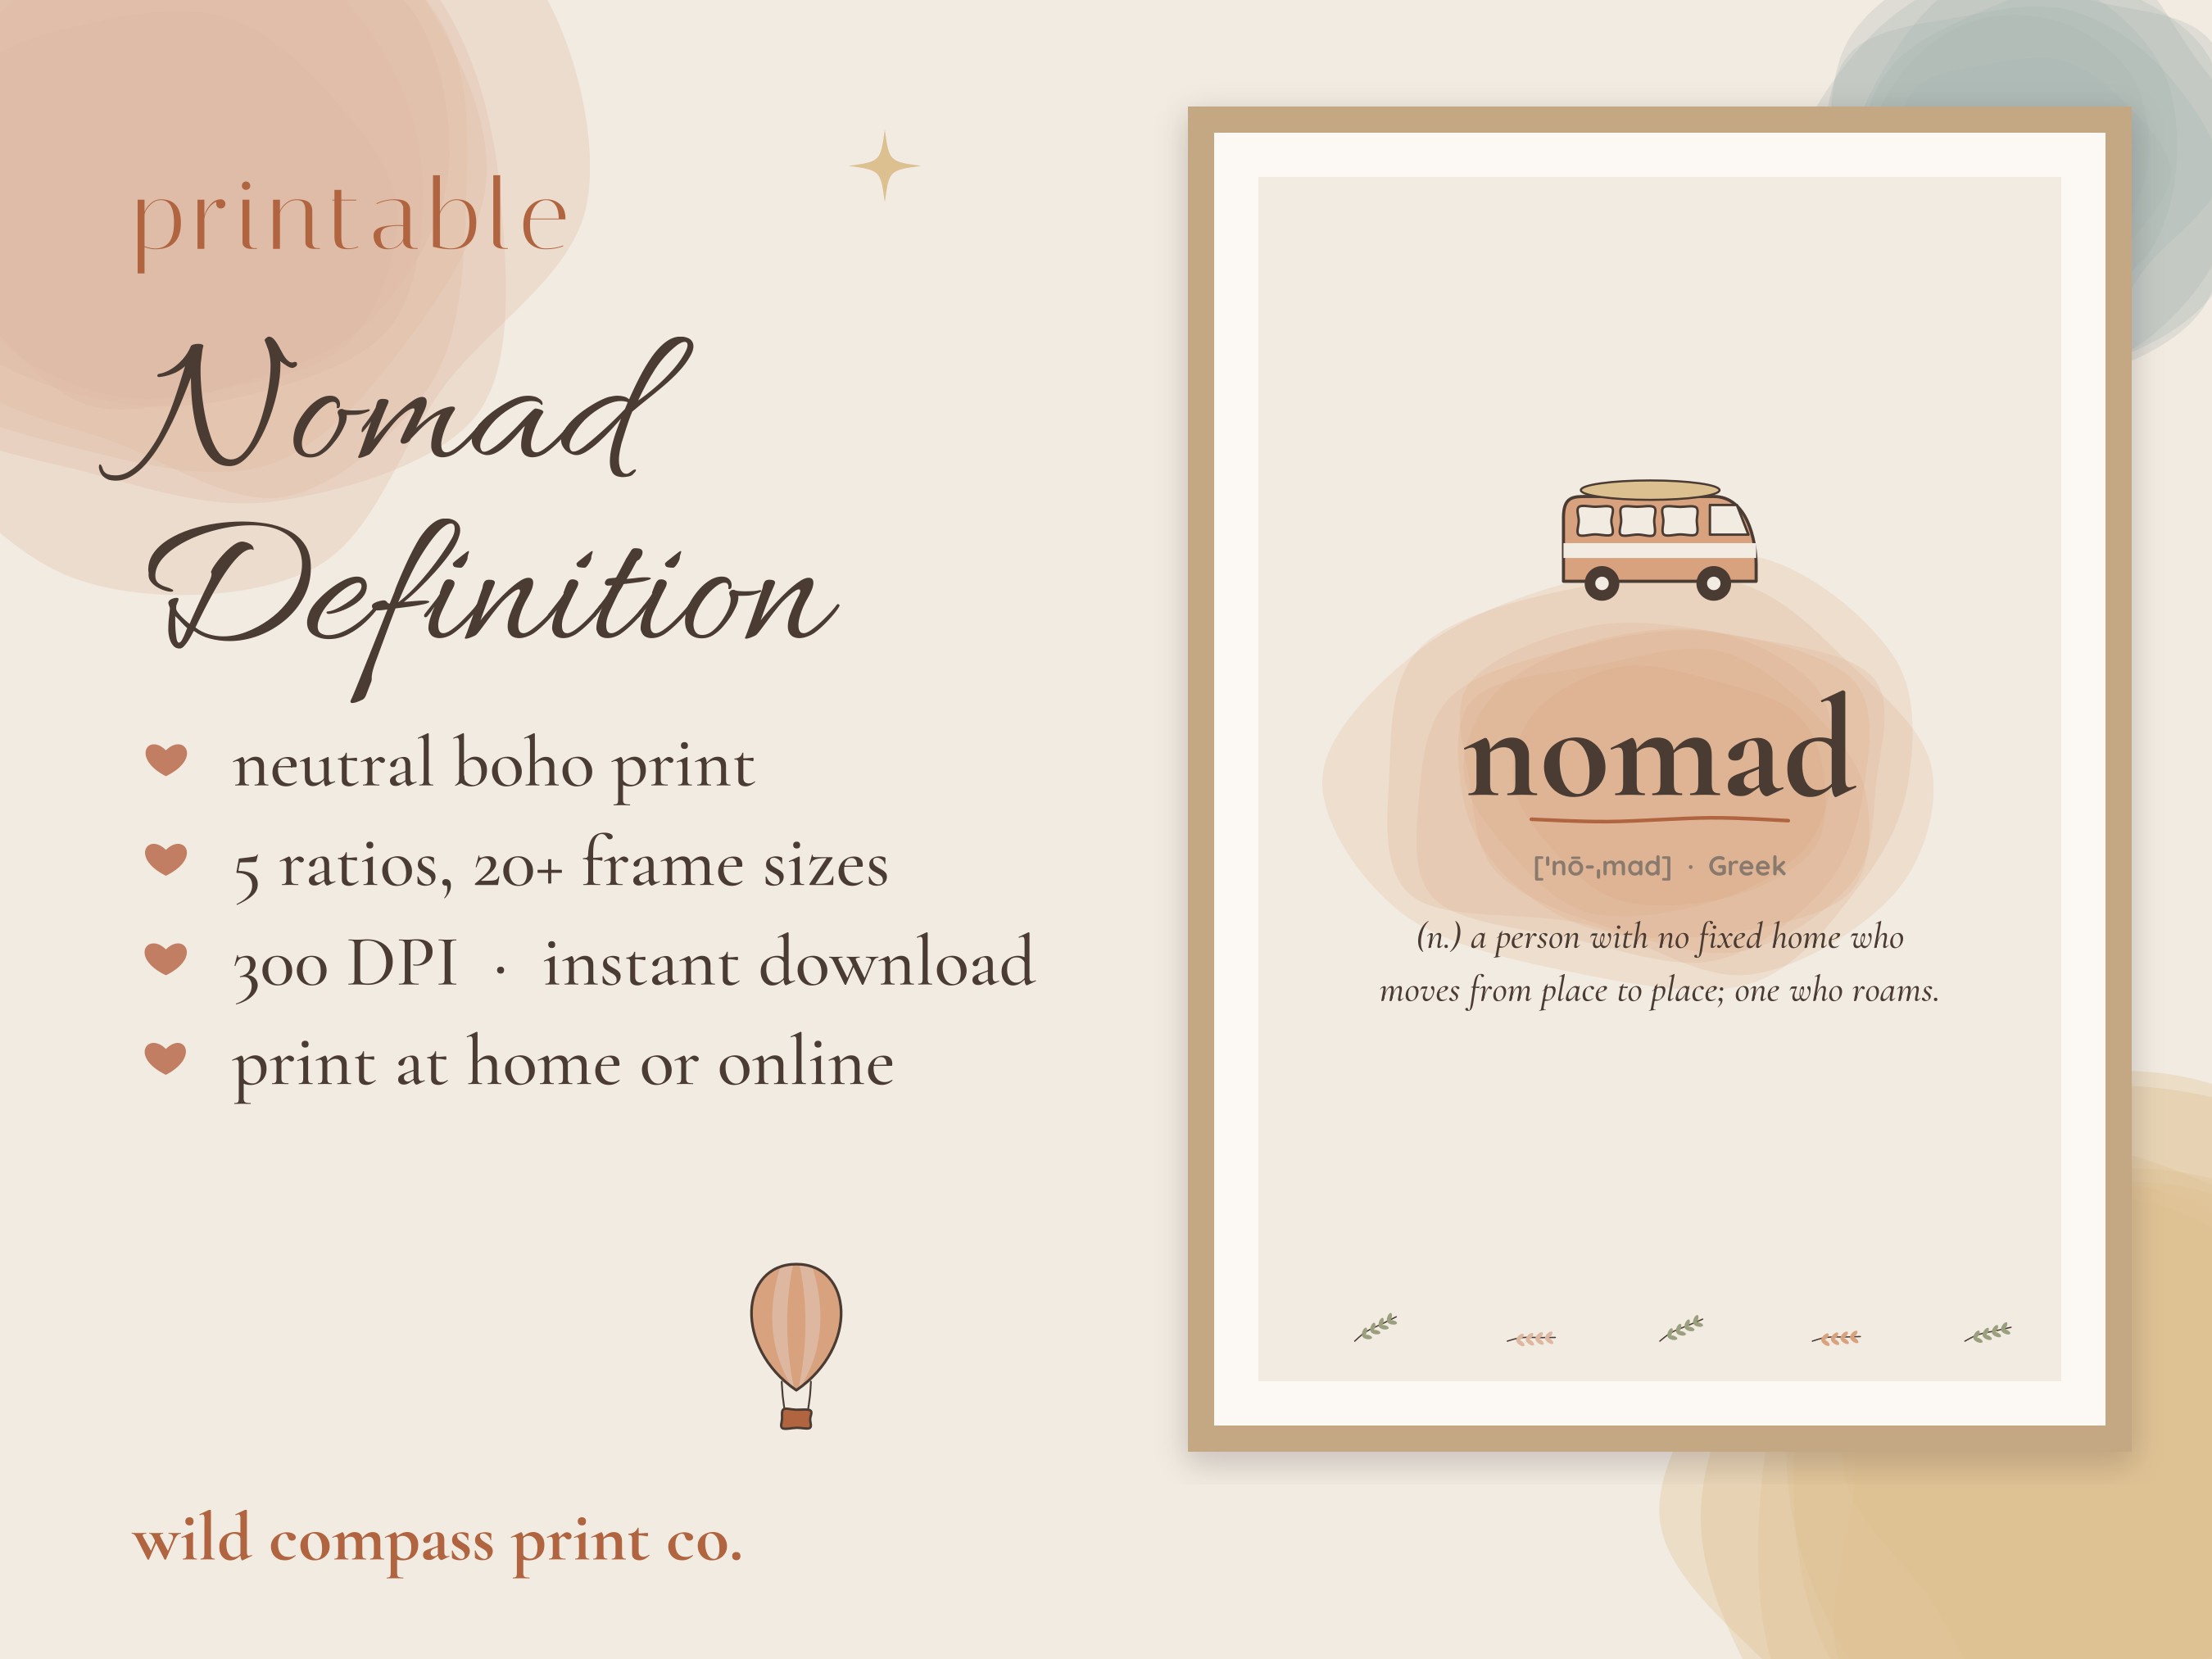 printable
Nomad
Definition
neutral boho print
5 ratios, 20+ frame sizes
300 DPI · instant download
print at home or online
wild compass print co.
nomad
[ˈnō-ˌmad] · Greek
(n.) a person with no fixed home who
moves from place to place; one who roams.